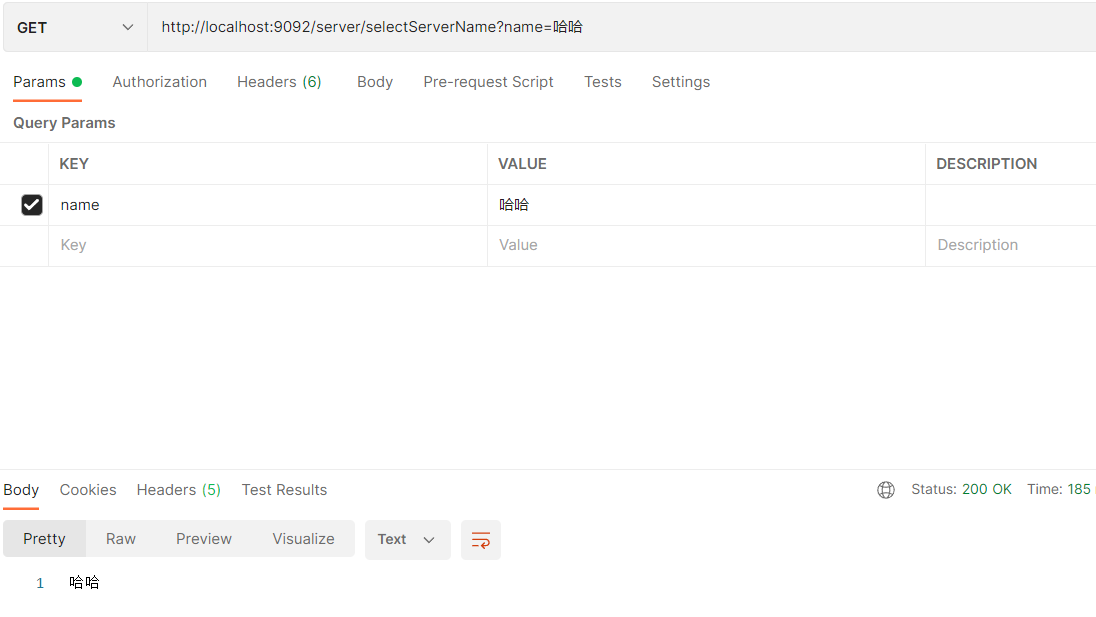 GET http://localhost:9092/server/selectServerName?name=哈哈
Params Authorization Headers (6) Body Pre-request Script Tests Settings
Query Params
KEY VALUE DESCRIPTION
name 哈哈
Key Value Description
Body Cookies Headers (5) Test Results Status: 200 OK Time: 185
Pretty Raw Preview Visualize Text
1 哈哈